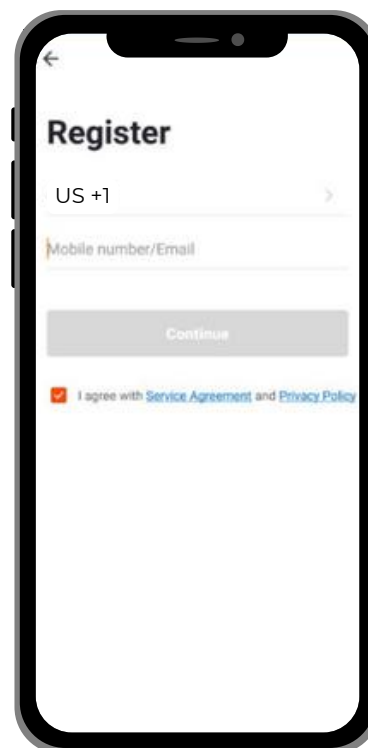 Register
US +1
Mobile number/Email
Continue
I agree with Service Agreement and Privacy Policy